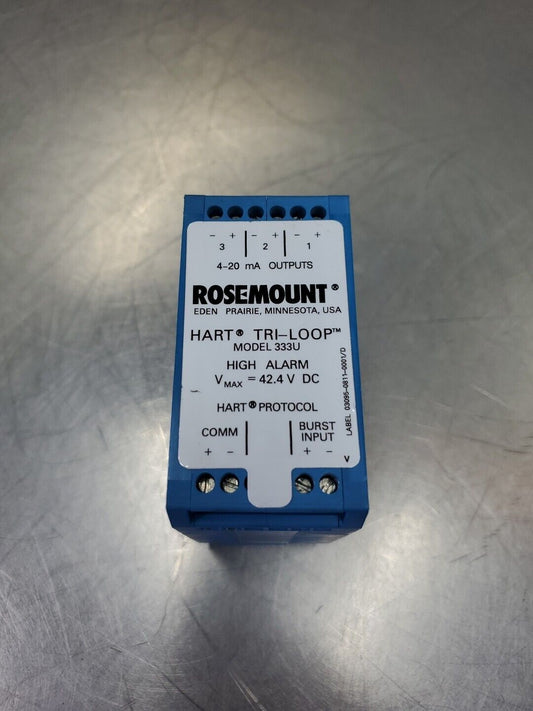 - + - + - +
3 2 1
4-20 mA OUTPUTS
ROSEMOUNT®
EDEN PRAIRIE, MINNESOTA, USA
HART® TRI-LOOP™
MODEL 333U
HIGH ALARM
VMAX = 42.4 V DC
HART® PROTOCOL
COMM
+ -
BURST
INPUT
+ -
LABEL 03095-0811-0001/D
V